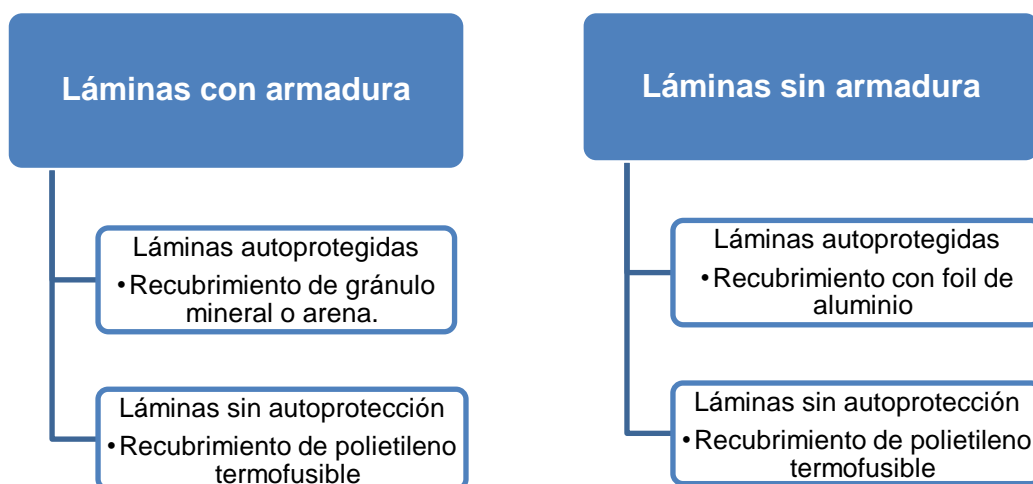 Láminas con armadura
Láminas autoprotegidas
•Recubrimiento de gránulo
mineral o arena.
Láminas sin autoprotección
•Recubrimiento de polietileno
termofusible
Láminas sin armadura
Láminas autoprotegidas
•Recubrimiento con foil de
aluminio
Láminas sin autoprotección
•Recubrimiento de polietileno
termofusible